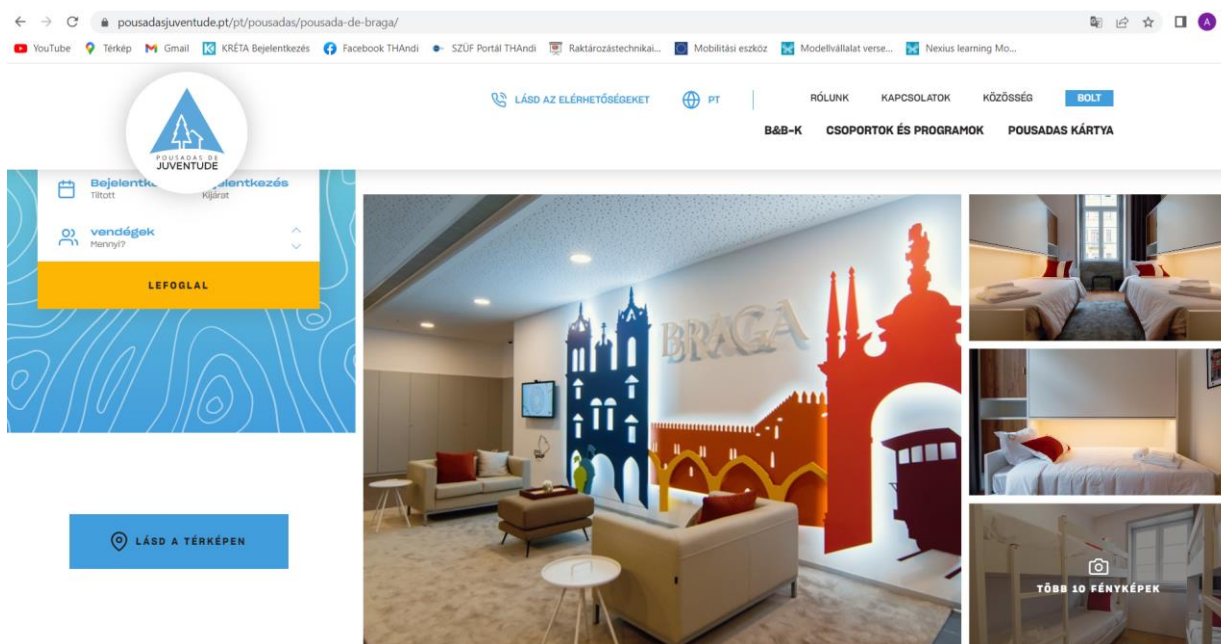 pousadasjuventude.pt/pt/pousadas/pousada-de-braga/
YouTube Térkép Gmail KRÉTA Bejelentkezés Facebook THAndi SZÜF Portál THAndi Raktározástechnikai... Mobilitási eszköz Modellvállalat verse... Nexius learning Mo...
A
LÁSD AZ ELÉRHETŐSÉGEKET PT RÓLUNK KAPCSOLATOK KÖZÖSSÉG BOLT
B&B-K CSOPORTOK ÉS PROGRAMOK POUSADAS KÁRTYA
POUSADAS DE
JUVENTUDE
Bejelentk jelentkezés
Tiltott Kijárat
vendégek
Mennyi?
LEFOGLAL
LÁSD A TÉRKÉPEN
BRAGA
TÖBB 10 FÉNYKÉPEK